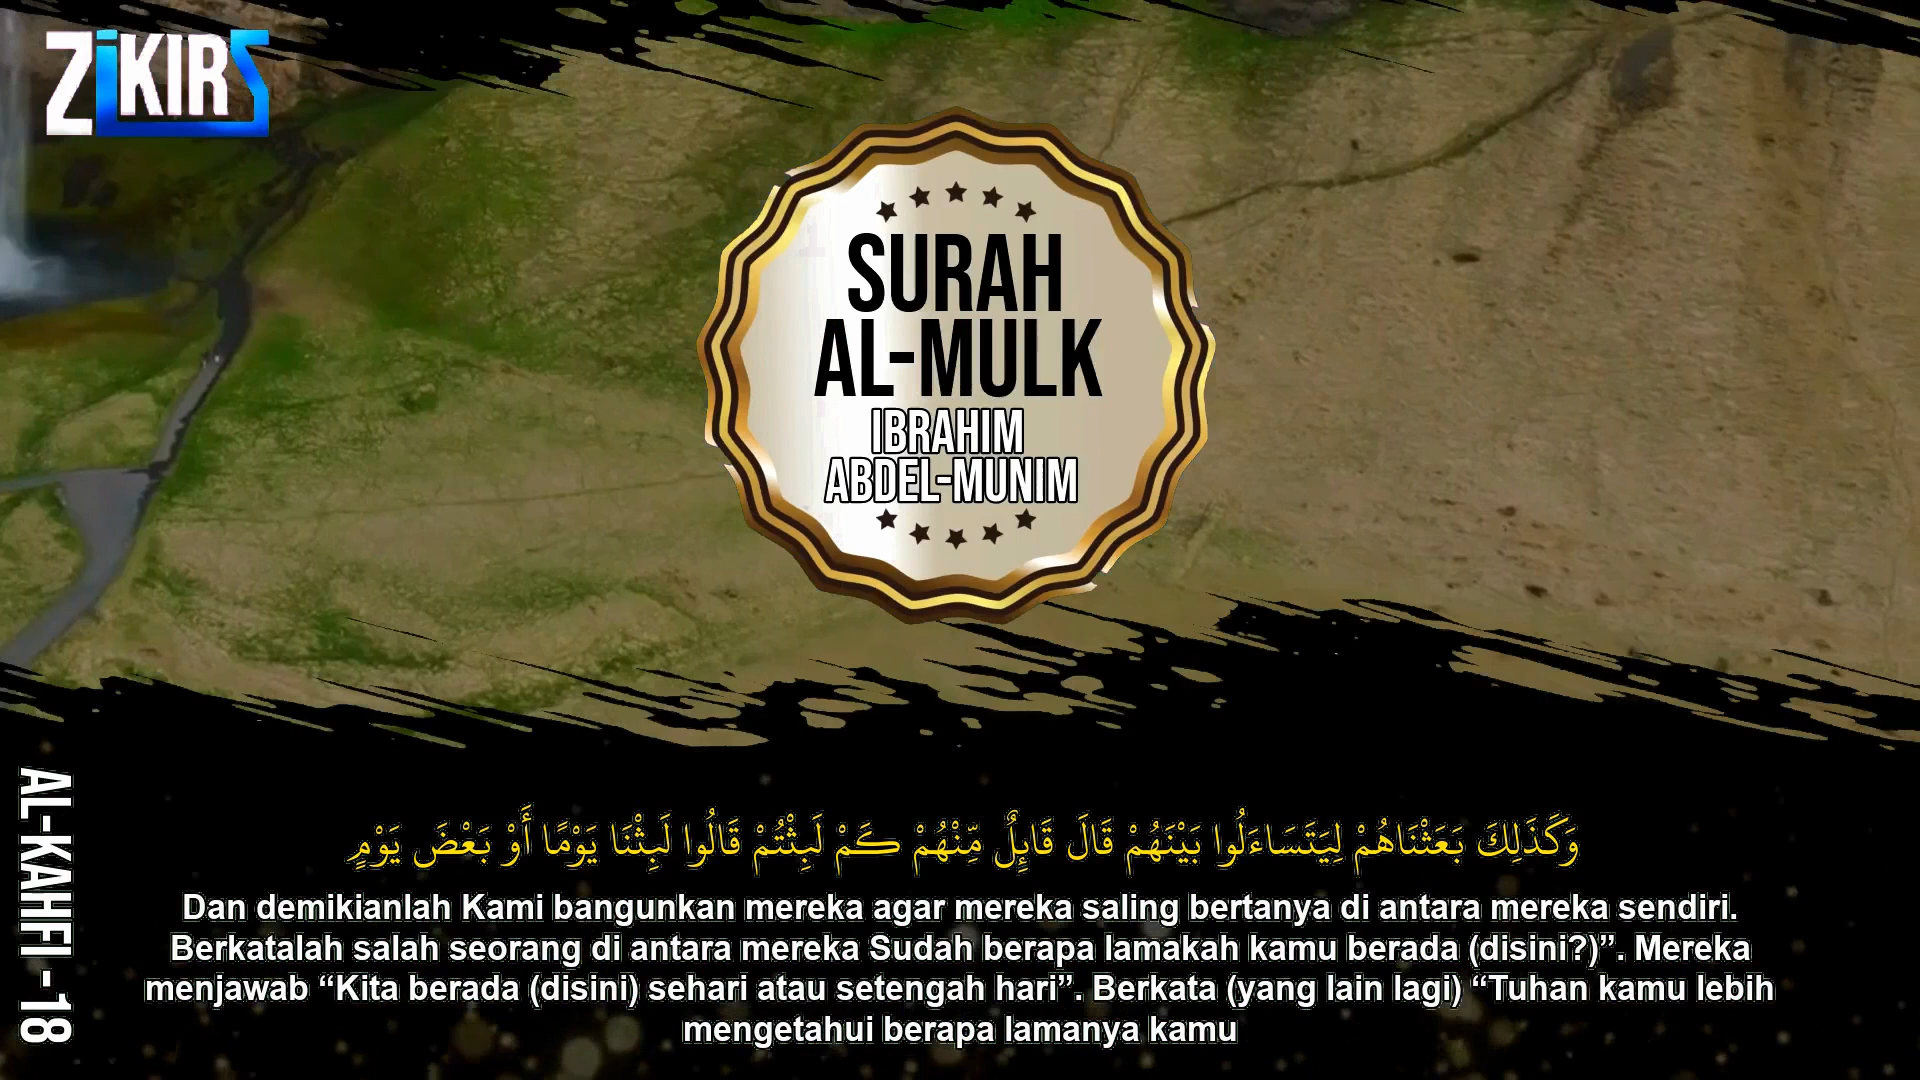 ZIKIRS
SURAH
AL-MULK
IBRAHIM
ABDEL-MUNIM
AL-KAHFI - 18
وَكَذَلِكَ بَعَثْنَاهُمْ لِيَتَسَاءَلُوا بَيْنَهُمْ قَالَ قَايِٕلٌ مِّنْهُمْ كَمْ لَبِثْتُمْ قَالُوا لَبِثْنَا يَوْمًا أَوْ بَعْضَ يَوْمٍ
Dan demikianlah Kami bangunkan mereka agar mereka saling bertanya di antara mereka sendiri.
Berkatalah salah seorang di antara mereka Sudah berapa lamakah kamu berada (disini?)”. Mereka
menjawab “Kita berada (disini) sehari atau setengah hari”. Berkata (yang lain lagi) “Tuhan kamu lebih
mengetahui berapa lamanya kamu